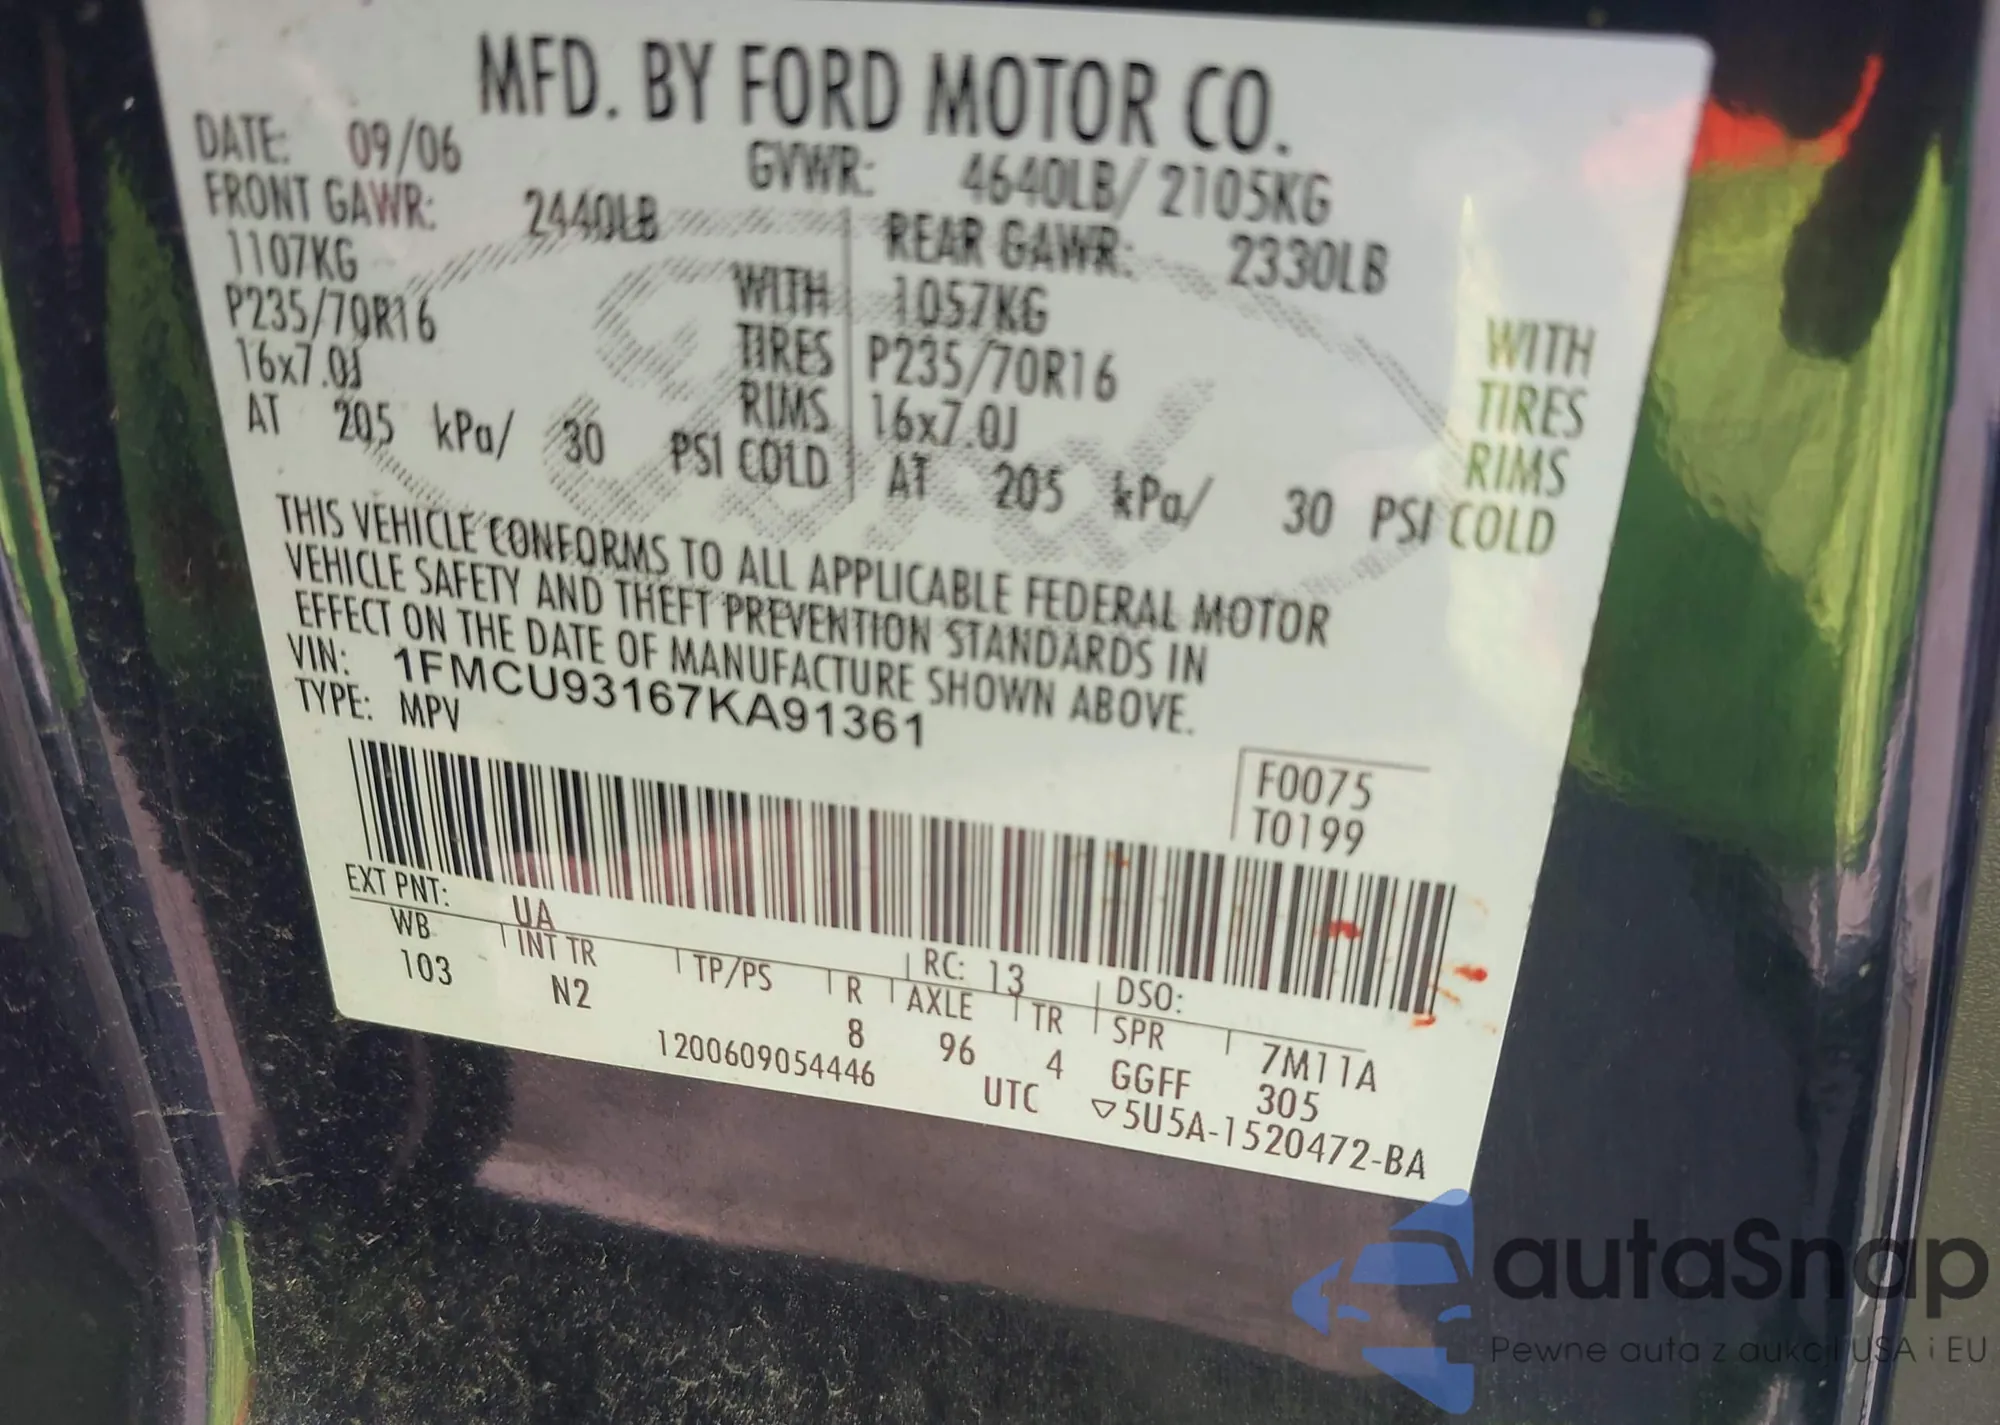 MFD. BY FORD MOTOR CO.
DATE: 09/06 GVWR: 4640LB/ 2105KG
FRONT GAWR: 2440LB REAR GAWR: 2330LB
1107KG WITH 1057KG WITH
P235/70R16 TIRES P235/70R16 TIRES
16x7.0J RIMS 16x7.0J RIMS
AT 205 kPa/ 30 PSI COLD AT 205 kPa/ 30 PSI COLD
THIS VEHICLE CONFORMS TO ALL APPLICABLE FEDERAL MOTOR
VEHICLE SAFETY AND THEFT PREVENTION STANDARDS IN
EFFECT ON THE DATE OF MANUFACTURE SHOWN ABOVE.
VIN: 1FMCU93167KA91361
TYPE: MPV
F0075
T0199
EXT PNT: UA RC: 13 DSO:
WB INT TR TP/PS R AXLE TR SPR 7M11A
103 N2 8 96 4 GGFF 305
1200609054446 UTC ▽5U5A-1520472-BA
Ford
autaSnap
Pewne auta z aukcji USA i EU